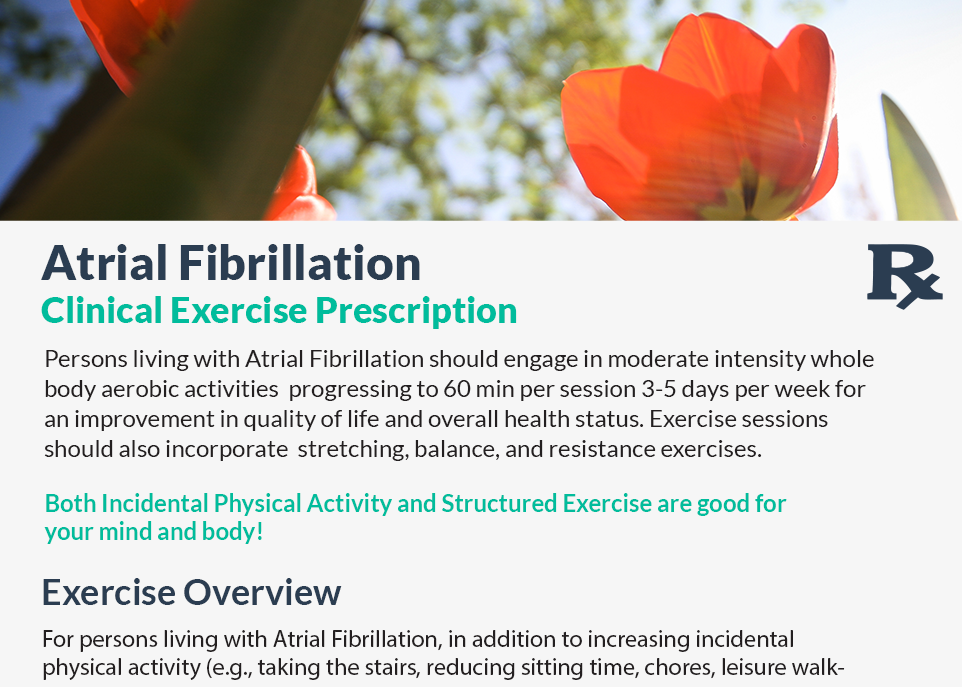 Atrial Fibrillation
Rx
Clinical Exercise Prescription
Persons living with Atrial Fibrillation should engage in moderate intensity whole
body aerobic activities  progressing to 60 min per session 3-5 days per week for
an improvement in quality of life and overall health status. Exercise sessions
should also incorporate  stretching, balance, and resistance exercises.
Both Incidental Physical Activity and Structured Exercise are good for
your mind and body!
Exercise Overview
For persons living with Atrial Fibrillation, in addition to increasing incidental
physical activity (e.g., taking the stairs, reducing sitting time, chores, leisure walk-